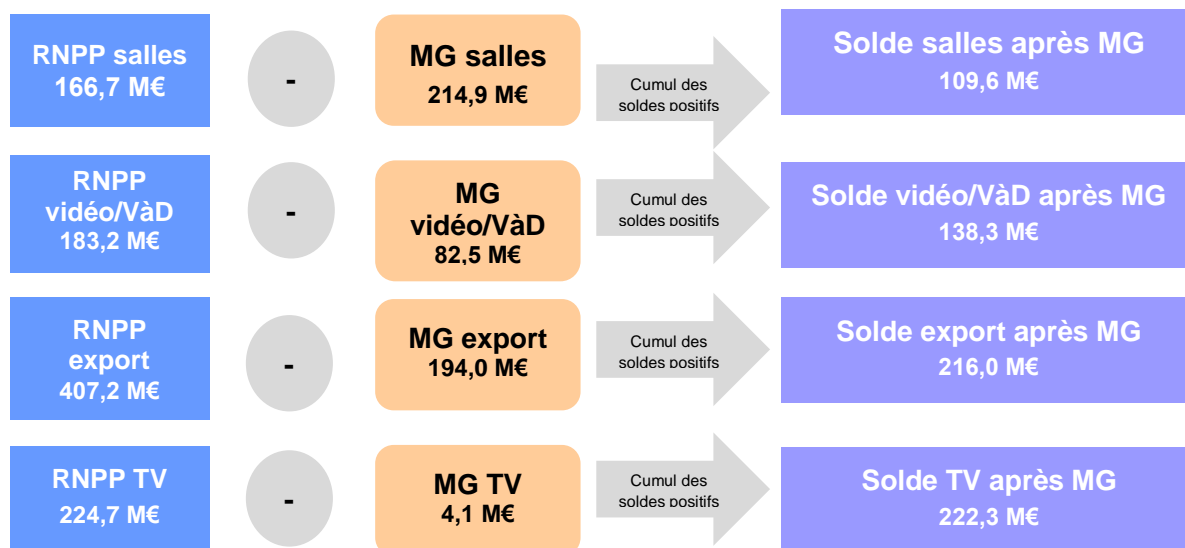 RNPP salles
166,7 M€
-
MG salles
214,9 M€
Cumul des
soldes positifs
Solde salles après MG
109,6 M€
RNPP
vidéo/VàD
183,2 M€
-
MG
vidéo/VàD
82,5 M€
Cumul des
soldes positifs
Solde vidéo/VàD après MG
138,3 M€
RNPP
export
407,2 M€
-
MG export
194,0 M€
Cumul des
soldes positifs
Solde export après MG
216,0 M€
RNPP TV
224,7 M€
-
MG TV
4,1 M€
Cumul des
soldes positifs
Solde TV après MG
222,3 M€